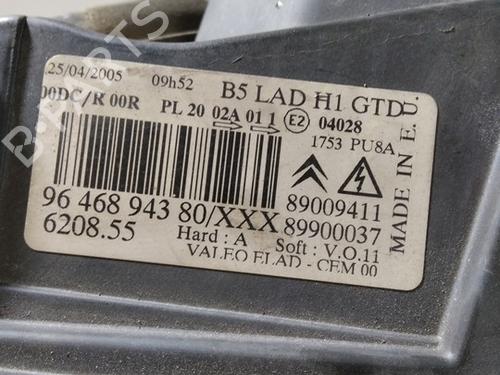 B-PARTS
25/04/2005 09h52 B5 LAD H1 GTD
00DC/R 00R PL 20 02A 01 1 E2 04028
1753 PU8A
96 468 943 80/XXX 89009411
6208.55 89900037
Hard : A Soft : V.O.11
VALEO ELAD - CEM 00
MADE IN E.U.